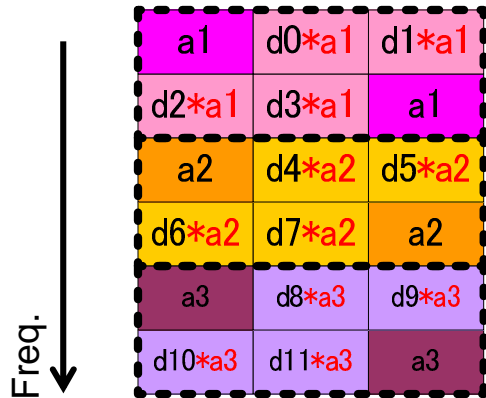 a1 d0*a1 d1*a1
d2*a1 d3*a1 a1
a2 d4*a2 d5*a2
d6*a2 d7*a2 a2
a3 d8*a3 d9*a3
d10*a3 d11*a3 a3
Freq.